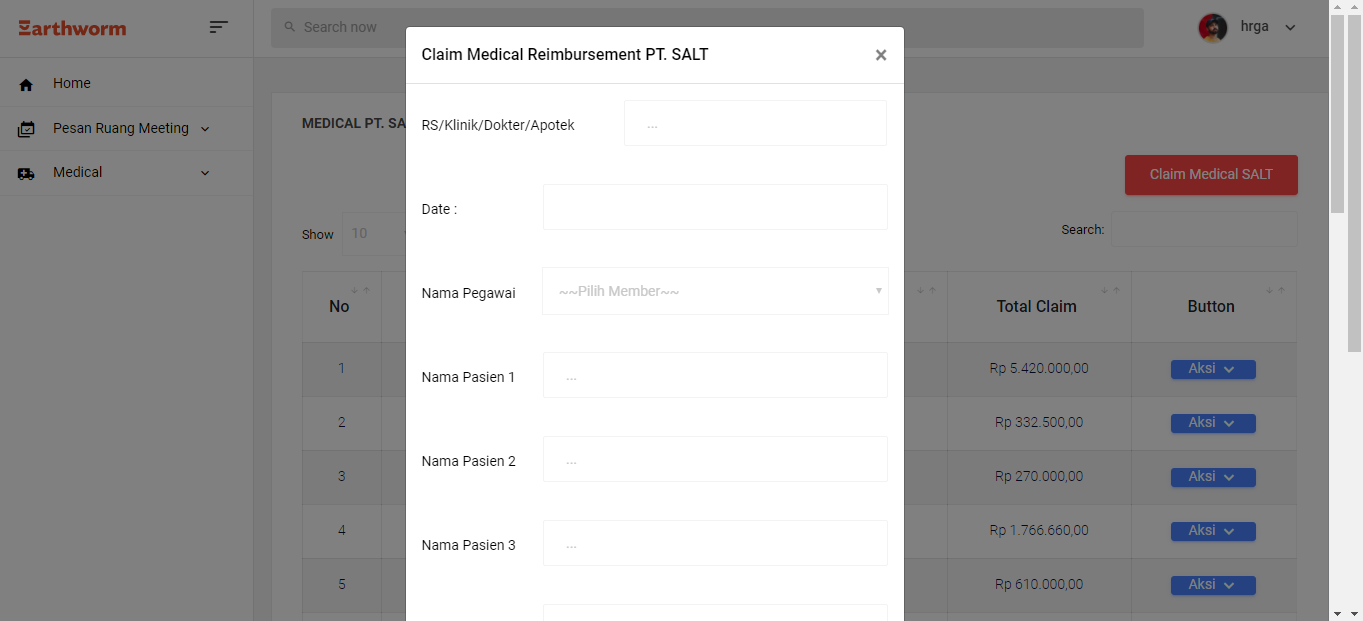 Earthworm
Search now
hrga
Claim Medical Reimbursement PT. SALT
×
Home
Pesan Ruang Meeting
Medical
MEDICAL PT. SA
Claim Medical SALT
RS/Klinik/Dokter/Apotek
...
Date :
Show 10
Search:
Nama Pegawai
~~Pilih Member~~
No
Total Claim
Button
Nama Pasien 1
...
1
Rp 5.420.000,00
Aksi
2
Rp 332.500,00
Aksi
Nama Pasien 2
...
3
Rp 270.000,00
Aksi
4
Rp 1.766.660,00
Aksi
Nama Pasien 3
...
5
Rp 610.000,00
Aksi